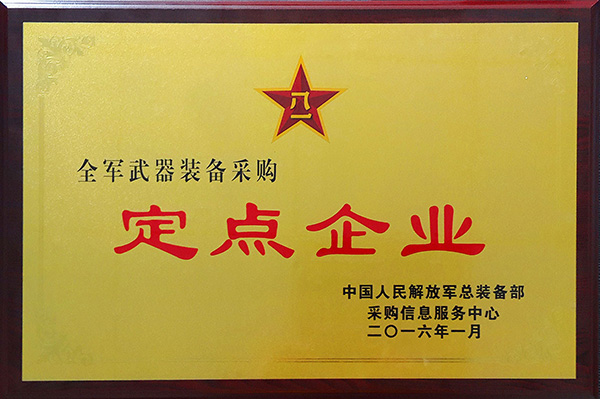 八一
全军武器装备采购
定点企业
中国人民解放军总装备部
采购信息服务中心
二〇一六年一月